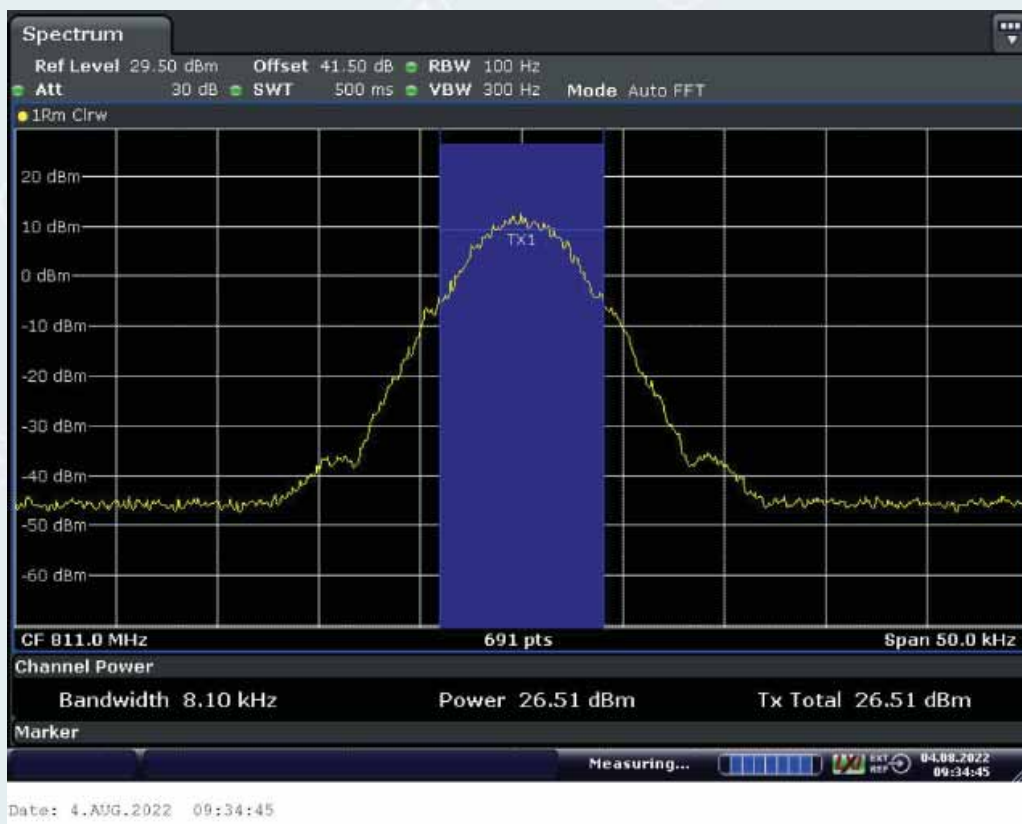 Spectrum
Ref Level 29.50 dBm Offset 41.50 dB RBW 100 Hz
Att 30 dB SWT 500 ms VBW 300 Hz Mode Auto FFT
1Rm Clrw
20 dBm
10 dBm
TX1
0 dBm
-10 dBm
-20 dBm
-30 dBm
-40 dBm
-50 dBm
-60 dBm
CF 811.0 MHz 691 pts Span 50.0 kHz
Channel Power
Bandwidth 8.10 kHz Power 26.51 dBm Tx Total 26.51 dBm
Marker
Measuring... LXI EXT REF 04.08.2022
09:34:45
Date: 4.AUG.2022 09:34:45